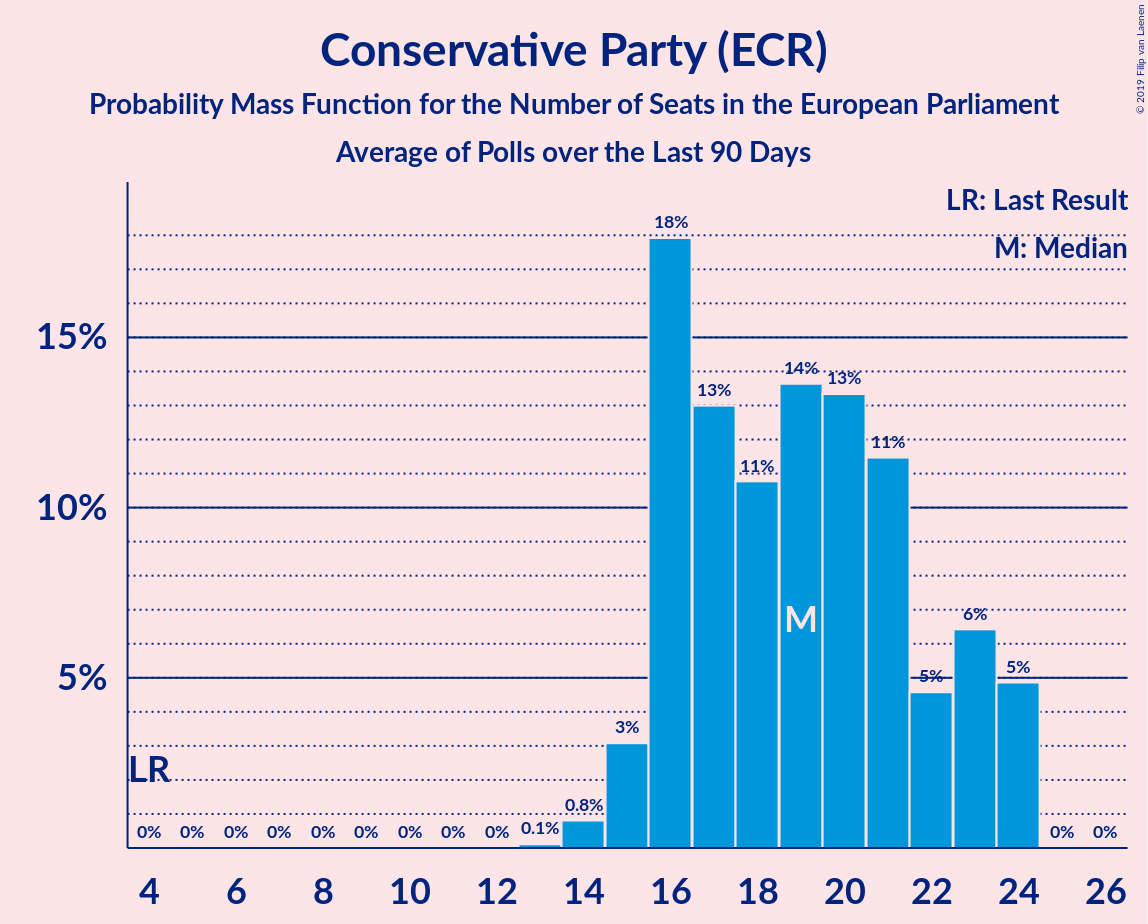 Conservative Party (ECR)
Probability Mass Function for the Number of Seats in the European Parliament
Average of Polls over the Last 90 Days
© 2019 Filip van Laenen
LR: Last Result
M: Median
15%
10%
5%
18%
13%
11%
14%
13%
11%
5%
6%
5%
3%
0.8%
0.1%
M
LR
0% 0% 0% 0% 0% 0% 0% 0% 0% 0% 0%
4 6 8 10 12 14 16 18 20 22 24 26